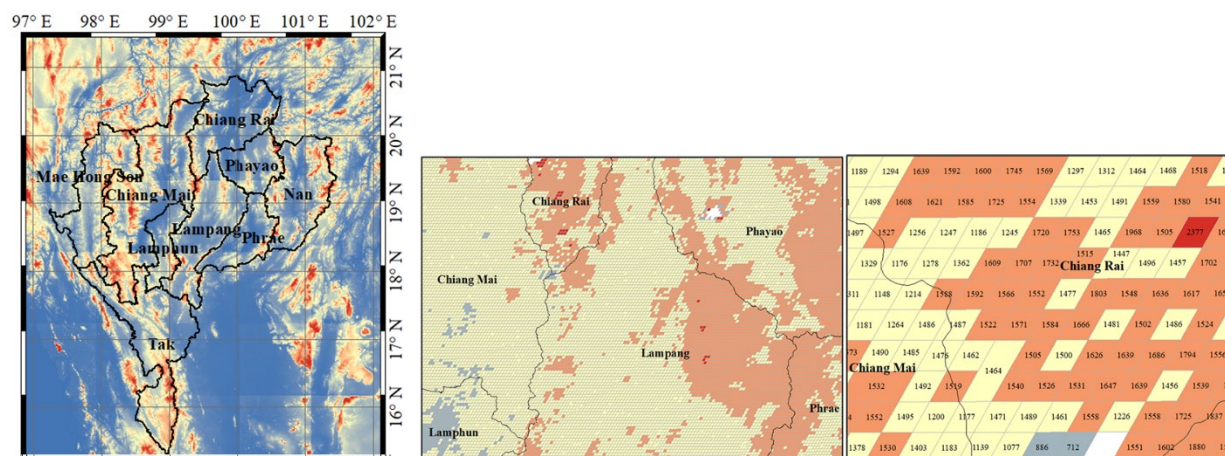 97° E 98° E 99° E 100° E 101° E 102° E
21° N
20° N
19° N
18° N
17° N
16° N
Chiang Rai
Phayao
Mae Hong Son
Chiang Mai
Nan
Lampang
Lamphun
Phrae
Tak
Chiang Rai
Phayao
Chiang Mai
Lampang
Phrae
Lamphun
1189 1294 1639 1592 1600 1745 1569 1297 1312 1464 1468 1518
1498 1608 1621 1585 1725 1554 1339 1453 1491 1559 1580 1541
1527 1256 1247 1186 1245 1720 1753 1465 1968 1505 2377
1515 1447
1329 1176 1278 1362 1609 1707 1732 Chiang Rai 1496 1457 1702
1148 1214 1588 1592 1566 1552 1477 1803 1548 1636 1617
1181 1264 1486 1487 1522 1571 1584 1666 1481 1502 1486 1524
1490 1485 1476 1462 1505 1500 1626 1639 1686 1794 1556
Chiang Mai 1464
1532 1492 1519 1540 1526 1531 1647 1639 1456 1539
1552 1495 1200 1177 1471 1489 1461 1558 1226 1558 1725 1837
1378 1530 1403 1183 1139 1077 886 712 1551 1602 1880